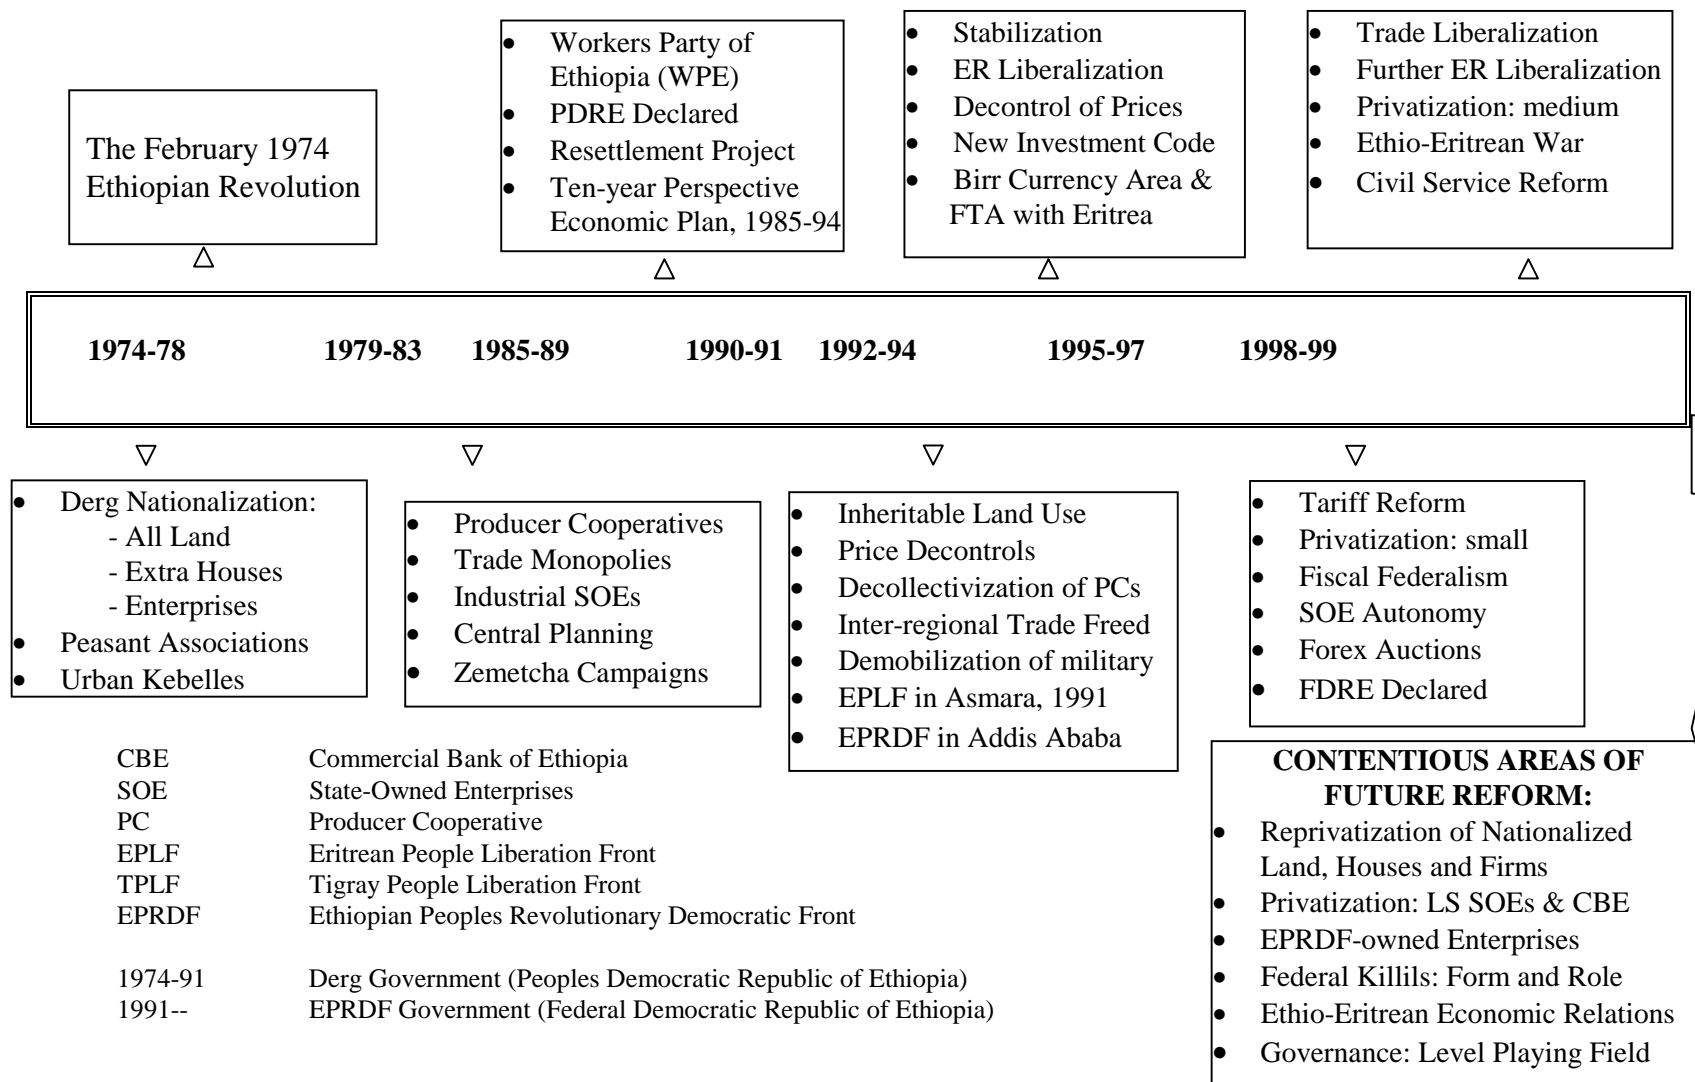 The February 1974
Ethiopian Revolution
• Workers Party of
Ethiopia (WPE)
• PDRE Declared
• Resettlement Project
• Ten-year Perspective
Economic Plan, 1985-94
• Stabilization
• ER Liberalization
• Decontrol of Prices
• New Investment Code
• Birr Currency Area &
FTA with Eritrea
• Trade Liberalization
• Further ER Liberalization
• Privatization: medium
• Ethio-Eritrean War
• Civil Service Reform
1974-78 1979-83 1985-89 1990-91 1992-94 1995-97 1998-99
• Derg Nationalization:
- All Land
- Extra Houses
- Enterprises
• Peasant Associations
• Urban Kebelles
• Producer Cooperatives
• Trade Monopolies
• Industrial SOEs
• Central Planning
• Zemetcha Campaigns
• Inheritable Land Use
• Price Decontrols
• Decollectivization of PCs
• Inter-regional Trade Freed
• Demobilization of military
• EPLF in Asmara, 1991
• EPRDF in Addis Ababa
• Tariff Reform
• Privatization: small
• Fiscal Federalism
• SOE Autonomy
• Forex Auctions
• FDRE Declared
CBE Commercial Bank of Ethiopia
SOE State-Owned Enterprises
PC Producer Cooperative
EPLF Eritrean People Liberation Front
TPLF Tigray People Liberation Front
EPRDF Ethiopian Peoples Revolutionary Democratic Front
1974-91 Derg Government (Peoples Democratic Republic of Ethiopia)
1991-- EPRDF Government (Federal Democratic Republic of Ethiopia)
CONTENTIOUS AREAS OF
FUTURE REFORM:
• Reprivatization of Nationalized
Land, Houses and Firms
• Privatization: LS SOEs & CBE
• EPRDF-owned Enterprises
• Federal Killils: Form and Role
• Ethio-Eritrean Economic Relations
• Governance: Level Playing Field